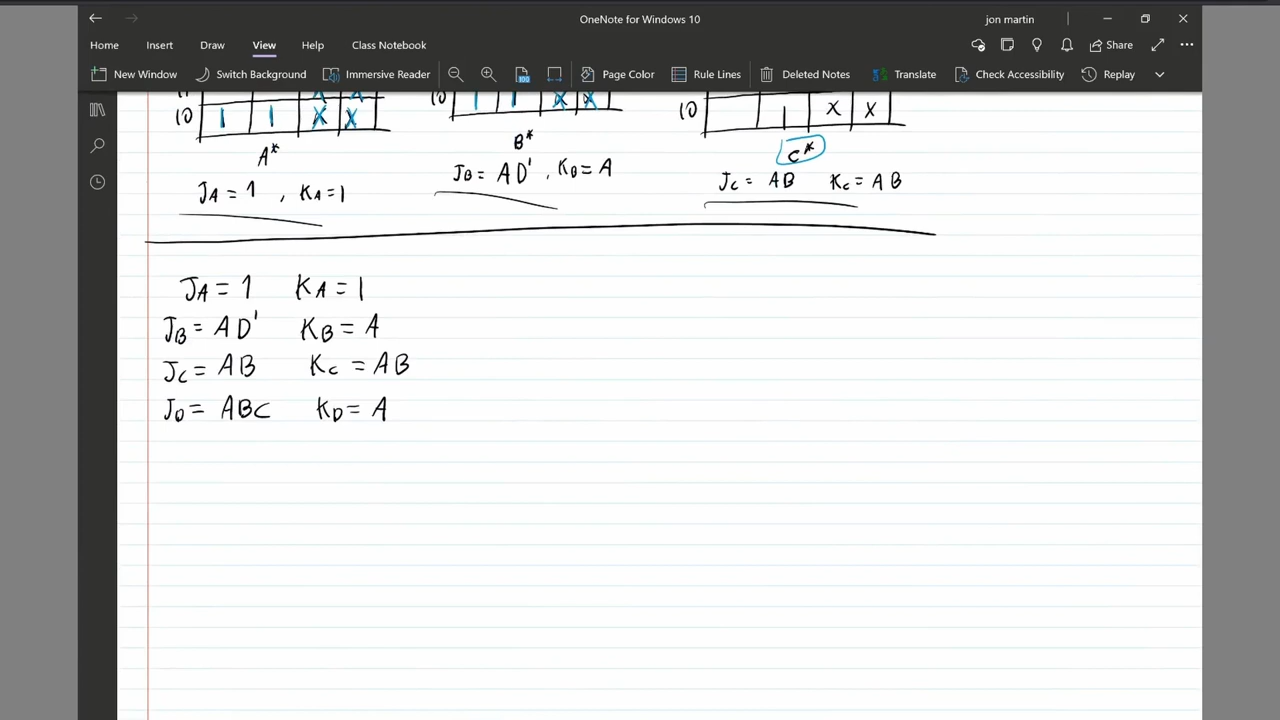 OneNote for Windows 10
jon martin
Home Insert Draw View Help Class Notebook
Share
New Window Switch Background Immersive Reader Page Color Rule Lines Deleted Notes Translate Check Accessibility Replay
10 1 1 X X
10 1 1 X X
10 1 X X
A*
B*
C*
JA = 1 , KA = 1
JB = AD' , KB = A
JC = AB KC = AB
JA = 1 KA = 1
JB = AD' KB = A
JC = AB KC = AB
JD = ABC KD = A